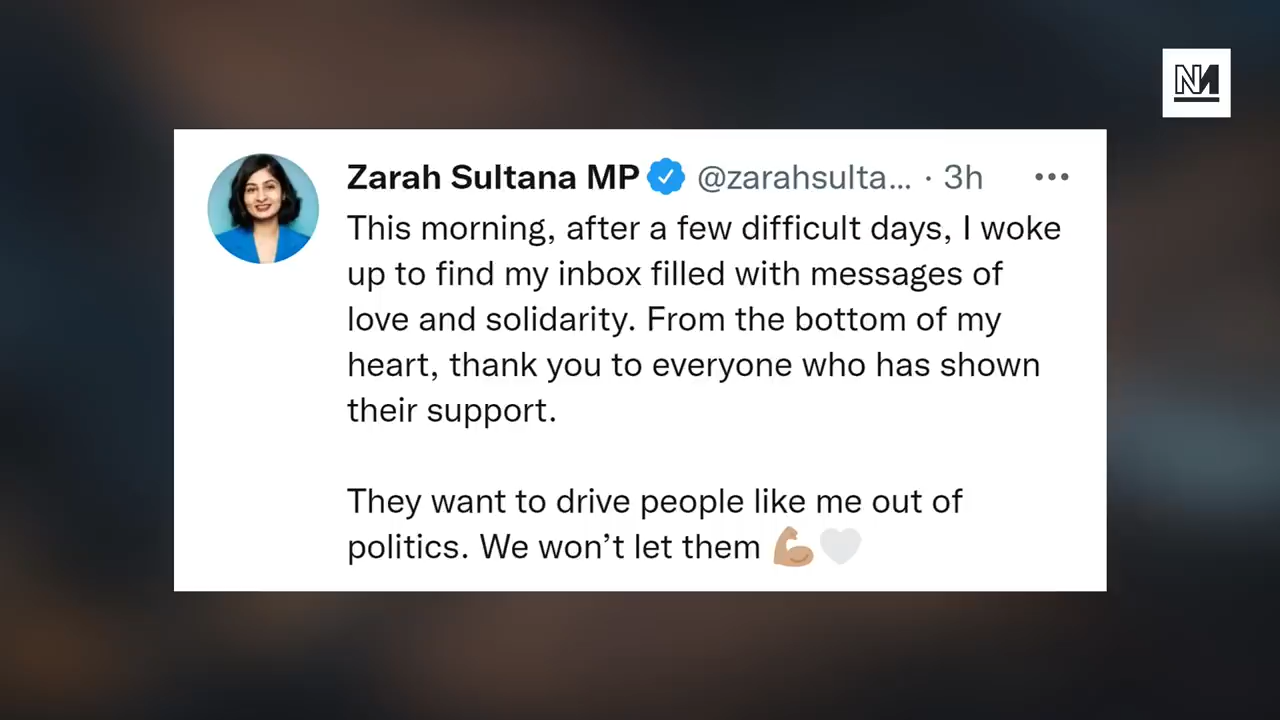 NM
Zarah Sultana MP @zarahsulta... · 3h
This morning, after a few difficult days, I woke
up to find my inbox filled with messages of
love and solidarity. From the bottom of my
heart, thank you to everyone who has shown
their support.
They want to drive people like me out of
politics. We won’t let them 💪🏽🤍